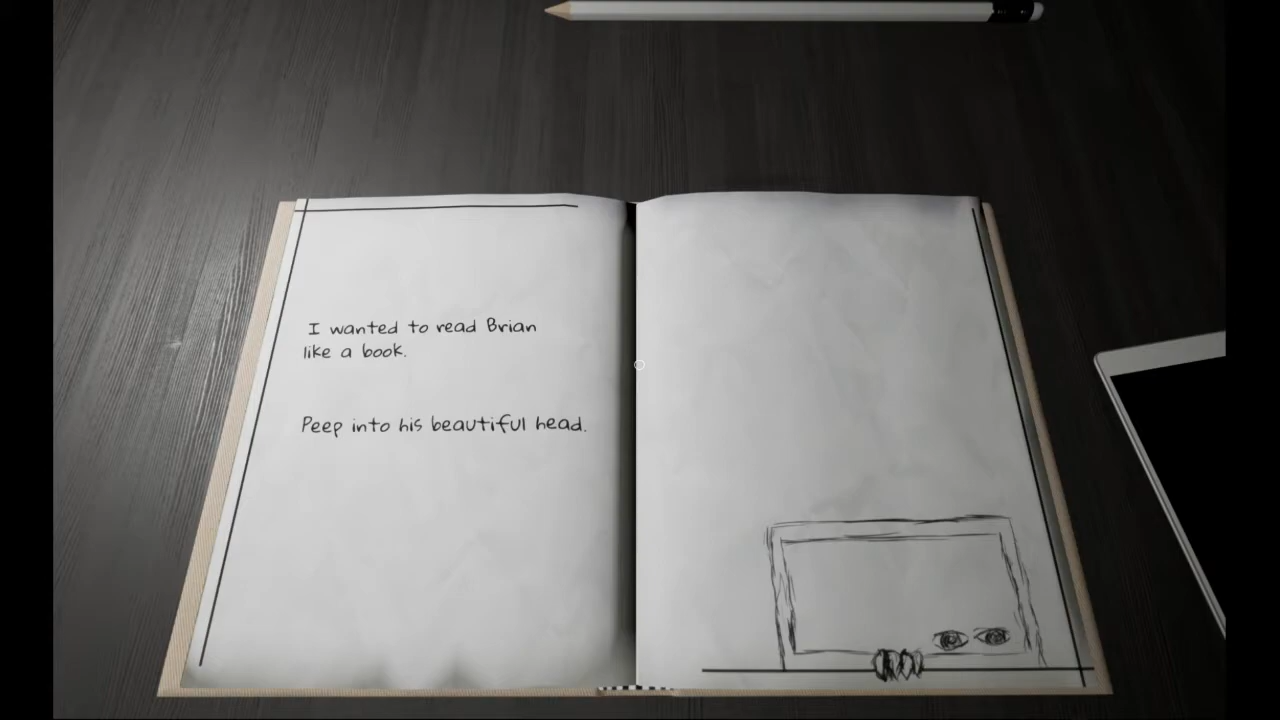 I wanted to read Brian
like a book.
Peep into his beautiful head.